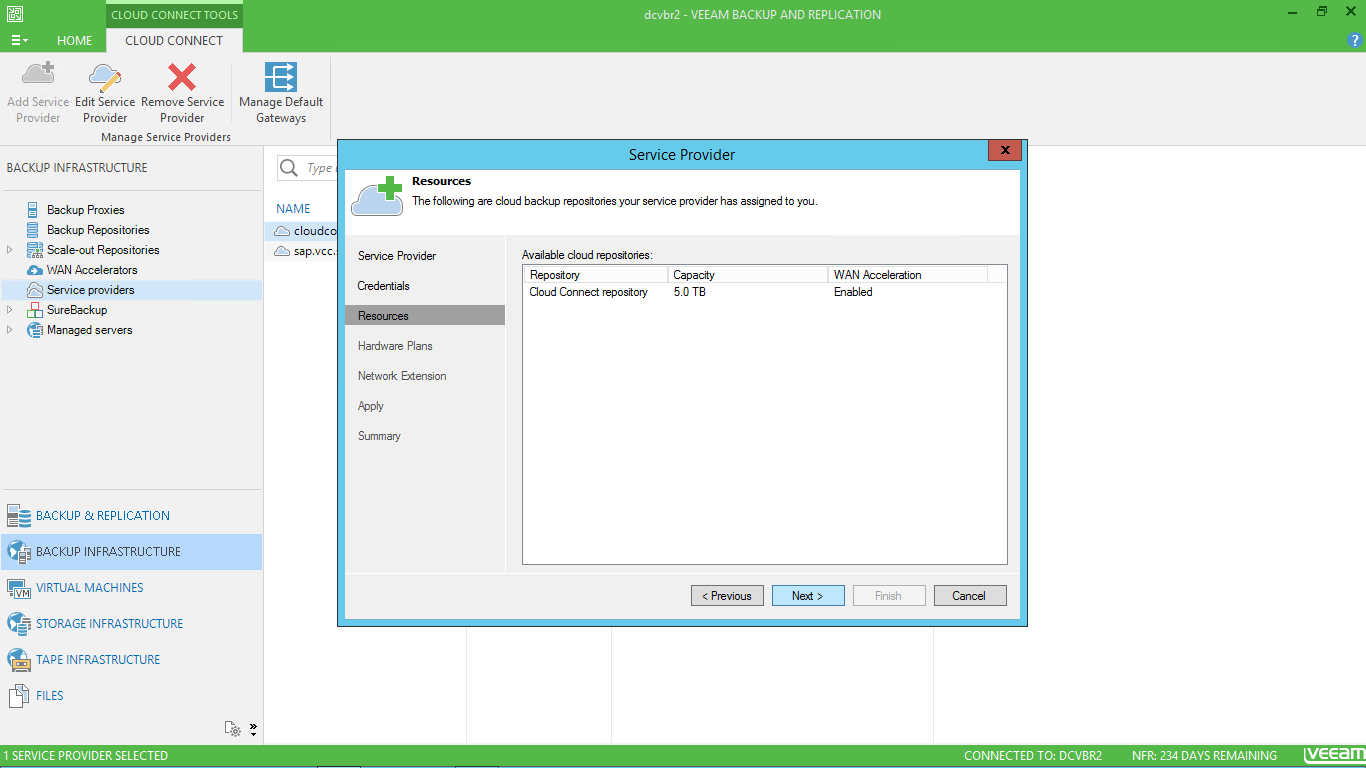 CLOUD CONNECT TOOLS
dcvbr2 - VEEAM BACKUP AND REPLICATION
HOME
CLOUD CONNECT
?
Add Service Provider
Edit Service Provider
Remove Service Provider
Manage Default Gateways
Manage Service Providers
BACKUP INFRASTRUCTURE
Backup Proxies
Backup Repositories
Scale-out Repositories
WAN Accelerators
Service providers
SureBackup
Managed servers
BACKUP & REPLICATION
BACKUP INFRASTRUCTURE
VIRTUAL MACHINES
STORAGE INFRASTRUCTURE
TAPE INFRASTRUCTURE
FILES
Type
NAME
cloudco
sap.vcc.
Service Provider
x
Resources
The following are cloud backup repositories your service provider has assigned to you.
Service Provider
Credentials
Resources
Hardware Plans
Network Extension
Apply
Summary
Available cloud repositories:
Repository Capacity WAN Acceleration
Cloud Connect repository 5.0 TB Enabled
< Previous
Next >
Finish
Cancel
1 SERVICE PROVIDER SELECTED
CONNECTED TO: DCVBR2
NFR: 234 DAYS REMAINING
veeam